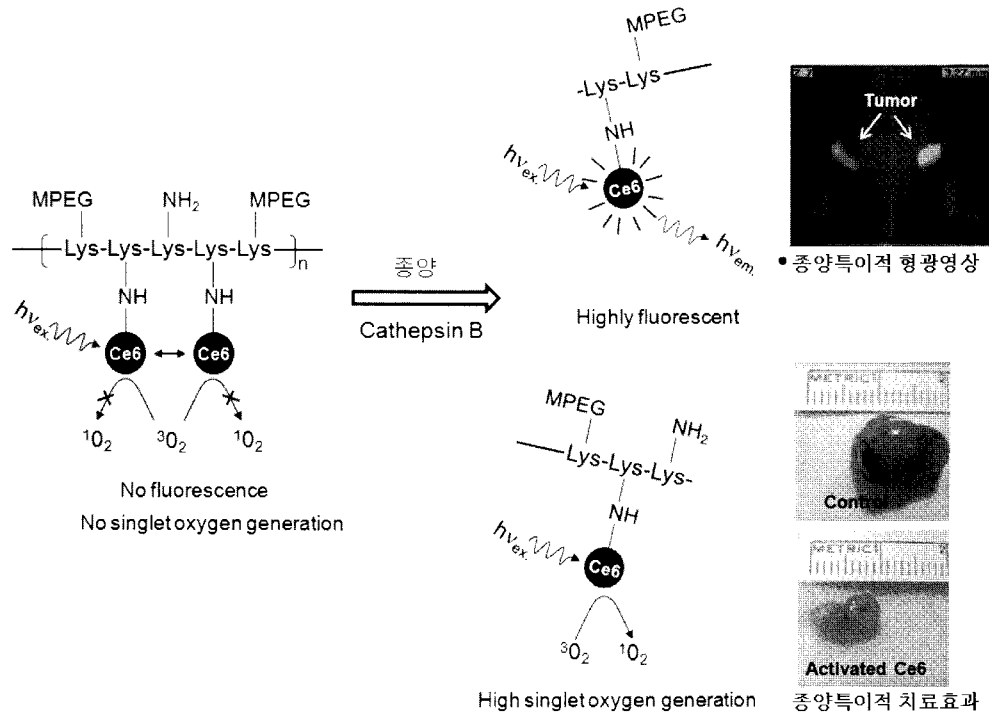 MPEG NH₂ MPEG
Lys-Lys-Lys-Lys-Lys
n
NH NH
hνex.
Ce6 Ce6
¹O₂ ³O₂ ¹O₂
No fluorescence
No singlet oxygen generation
종양
Cathepsin B
MPEG
-Lys-Lys
NH
hνex.
Ce6
hνem.
Highly fluorescent
MPEG
NH₂
Lys-Lys-Lys-
NH
hνex.
Ce6
³O₂ ¹O₂
High singlet oxygen generation
Tumor
• 종양특이적 형광영상
METRIC
Control
METRIC
Activated Ce6
종양특이적 치료효과